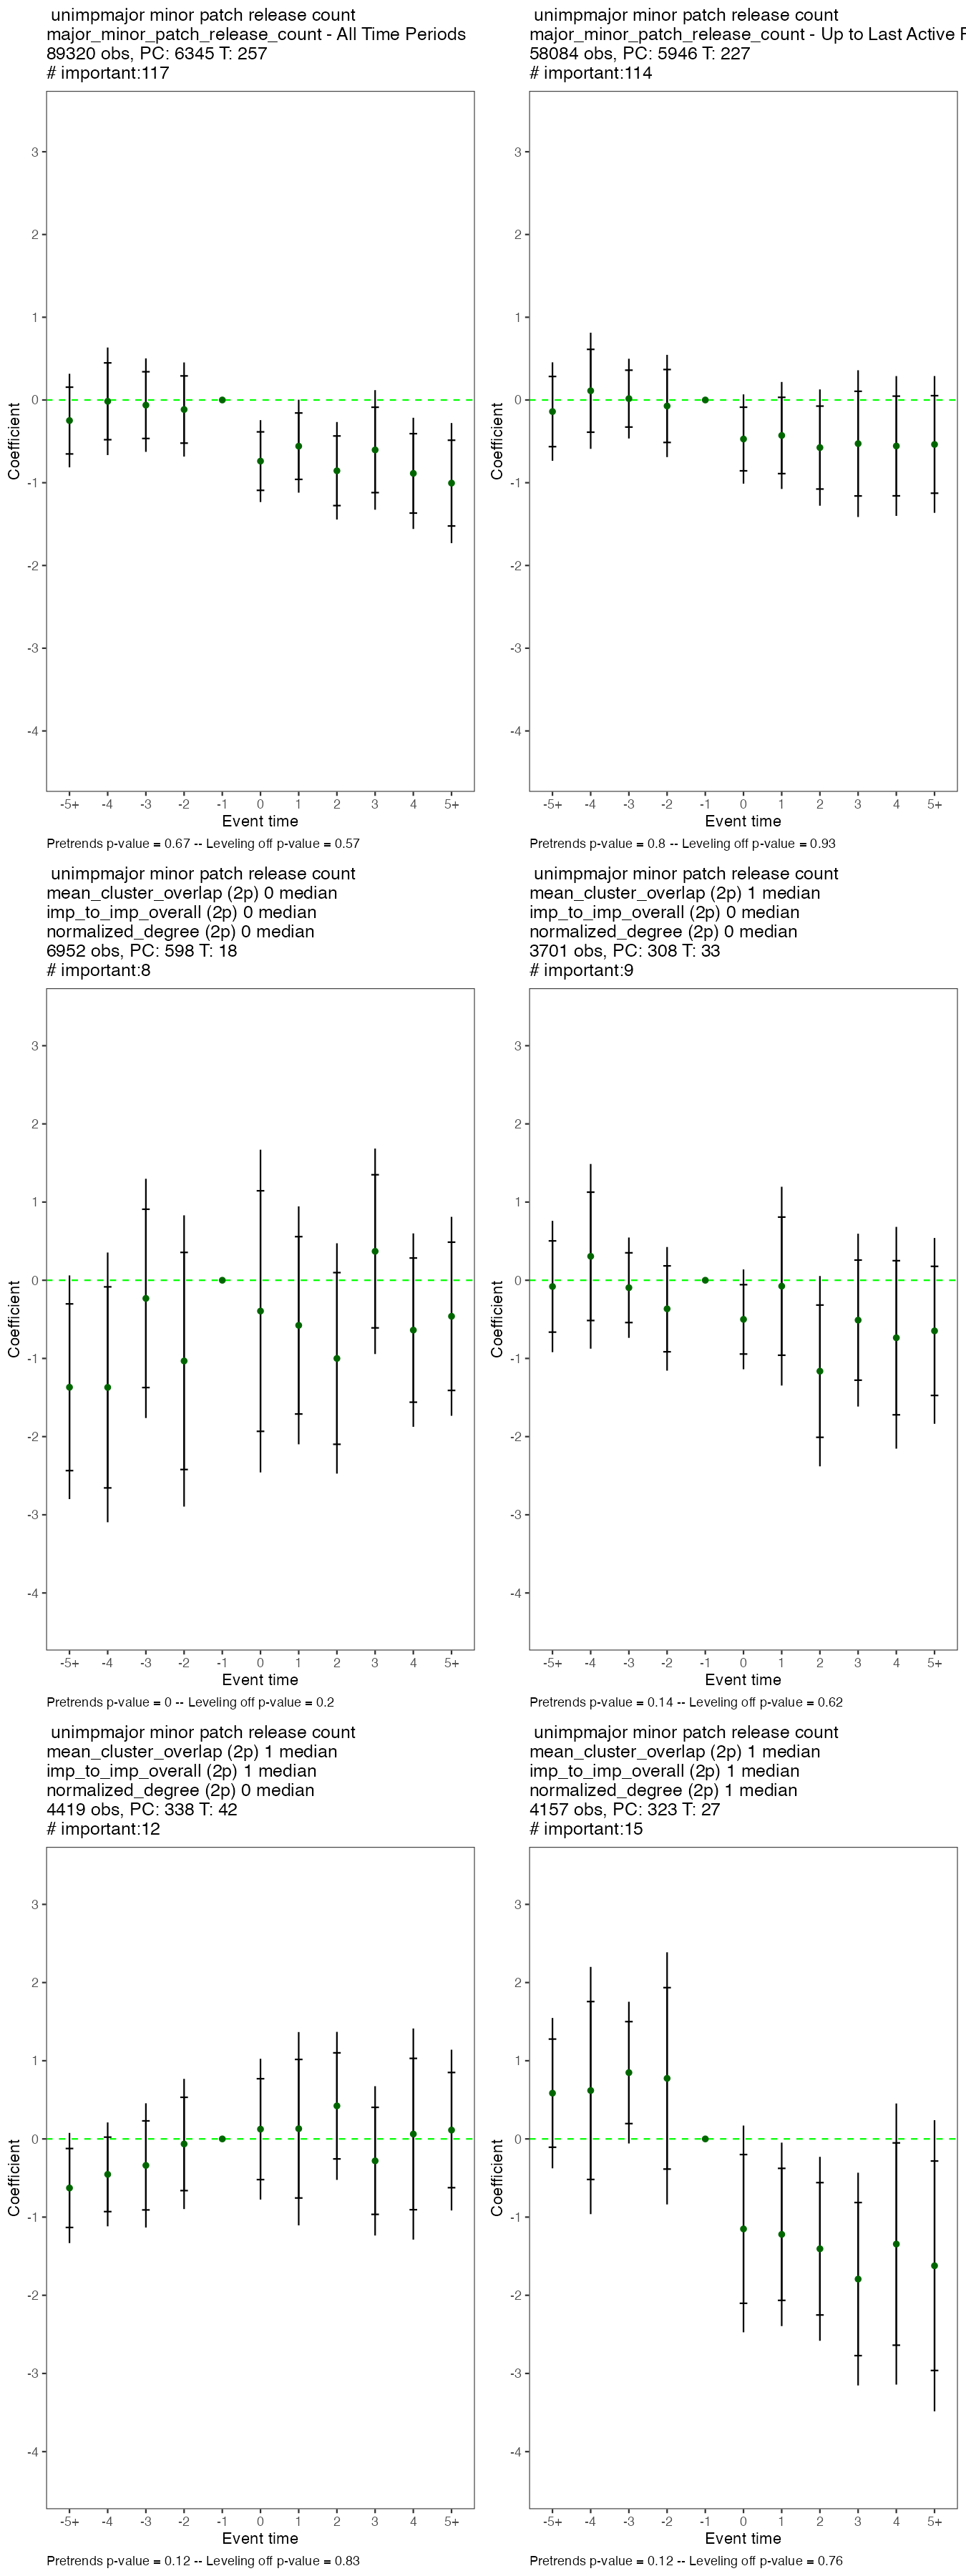 unimpmajor minor patch release count
major_minor_patch_release_count - All Time Periods
89320 obs, PC: 6345 T: 257
# important:117
3
2
1
0
-1
-2
-3
-4
Coefficient
-5+ -4 -3 -2 -1 0 1 2 3 4 5+
Event time
Pretrends p-value = 0.67 -- Leveling off p-value = 0.57
unimpmajor minor patch release count
major_minor_patch_release_count - Up to Last Active P
58084 obs, PC: 5946 T: 227
# important:114
3
2
1
0
-1
-2
-3
-4
Coefficient
-5+ -4 -3 -2 -1 0 1 2 3 4 5+
Event time
Pretrends p-value = 0.8 -- Leveling off p-value = 0.93
unimpmajor minor patch release count
mean_cluster_overlap (2p) 0 median
imp_to_imp_overall (2p) 0 median
normalized_degree (2p) 0 median
6952 obs, PC: 598 T: 18
# important:8
3
2
1
0
-1
-2
-3
-4
Coefficient
-5+ -4 -3 -2 -1 0 1 2 3 4 5+
Event time
Pretrends p-value = 0 -- Leveling off p-value = 0.2
unimpmajor minor patch release count
mean_cluster_overlap (2p) 1 median
imp_to_imp_overall (2p) 0 median
normalized_degree (2p) 0 median
3701 obs, PC: 308 T: 33
# important:9
3
2
1
0
-1
-2
-3
-4
Coefficient
-5+ -4 -3 -2 -1 0 1 2 3 4 5+
Event time
Pretrends p-value = 0.14 -- Leveling off p-value = 0.62
unimpmajor minor patch release count
mean_cluster_overlap (2p) 1 median
imp_to_imp_overall (2p) 1 median
normalized_degree (2p) 0 median
4419 obs, PC: 338 T: 42
# important:12
3
2
1
0
-1
-2
-3
-4
Coefficient
-5+ -4 -3 -2 -1 0 1 2 3 4 5+
Event time
Pretrends p-value = 0.12 -- Leveling off p-value = 0.83
unimpmajor minor patch release count
mean_cluster_overlap (2p) 1 median
imp_to_imp_overall (2p) 1 median
normalized_degree (2p) 1 median
4157 obs, PC: 323 T: 27
# important:15
3
2
1
0
-1
-2
-3
-4
Coefficient
-5+ -4 -3 -2 -1 0 1 2 3 4 5+
Event time
Pretrends p-value = 0.12 -- Leveling off p-value = 0.76